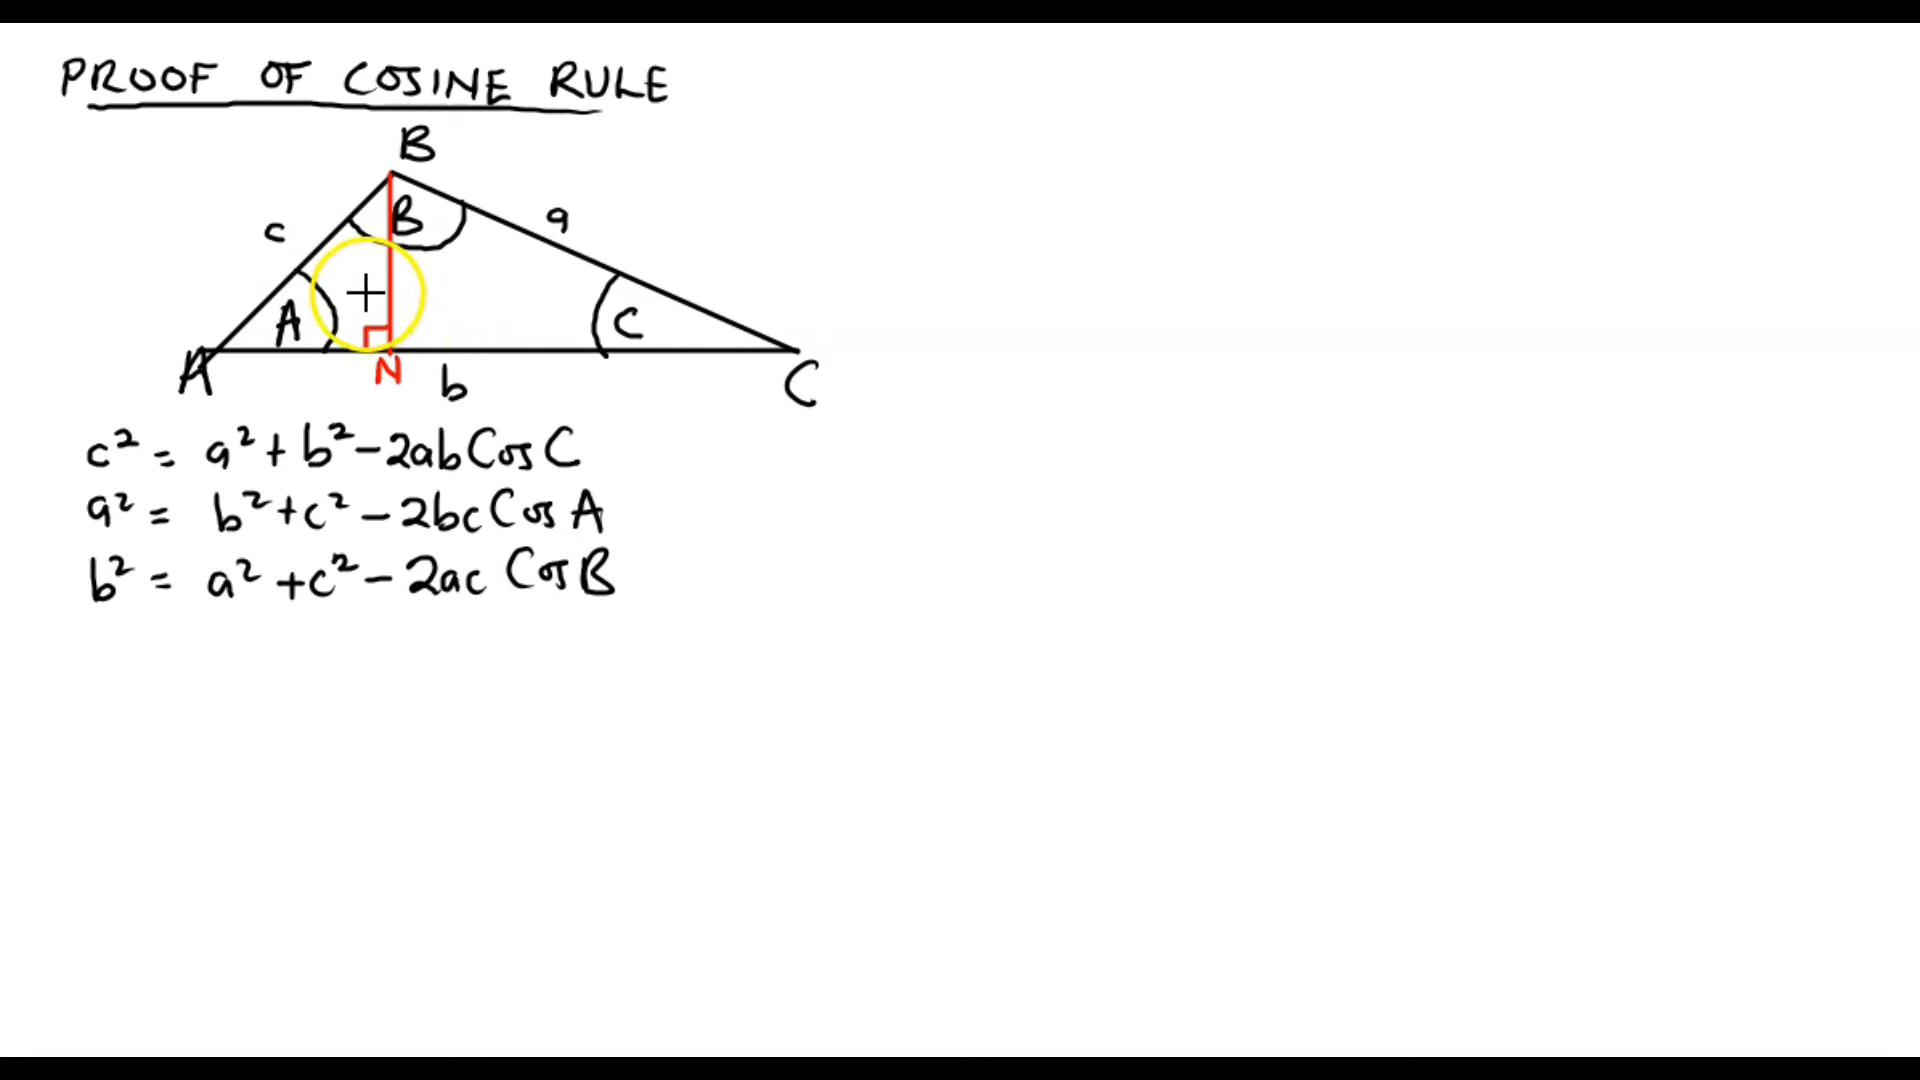 PROOF OF COSINE RULE
B
c B a
A C
A N b C
c² = a² + b² - 2ab Cos C
a² = b² + c² - 2bc Cos A
b² = a² + c² - 2ac Cos B